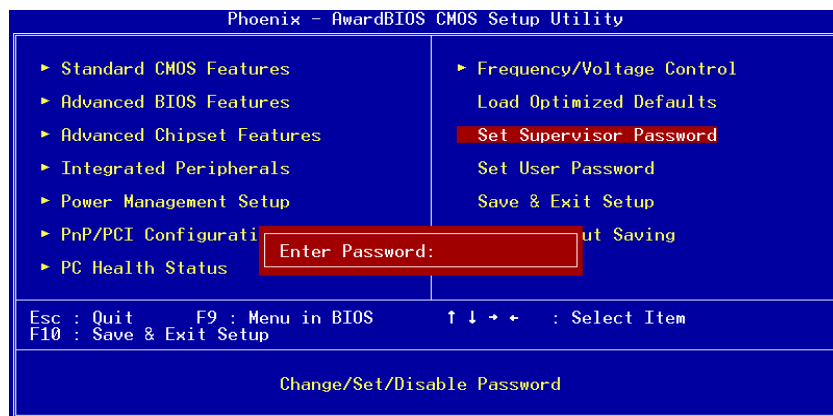 Phoenix - AwardBIOS CMOS Setup Utility
► Standard CMOS Features
► Advanced BIOS Features
► Advanced Chipset Features
► Integrated Peripherals
► Power Management Setup
► PnP/PCI Configurati
► PC Health Status
► Frequency/Voltage Control
Load Optimized Defaults
Set Supervisor Password
Set User Password
Save & Exit Setup
ut Saving
Enter Password:
Esc : Quit F9 : Menu in BIOS ↑ ↓ → ← : Select Item
F10 : Save & Exit Setup
Change/Set/Disable Password